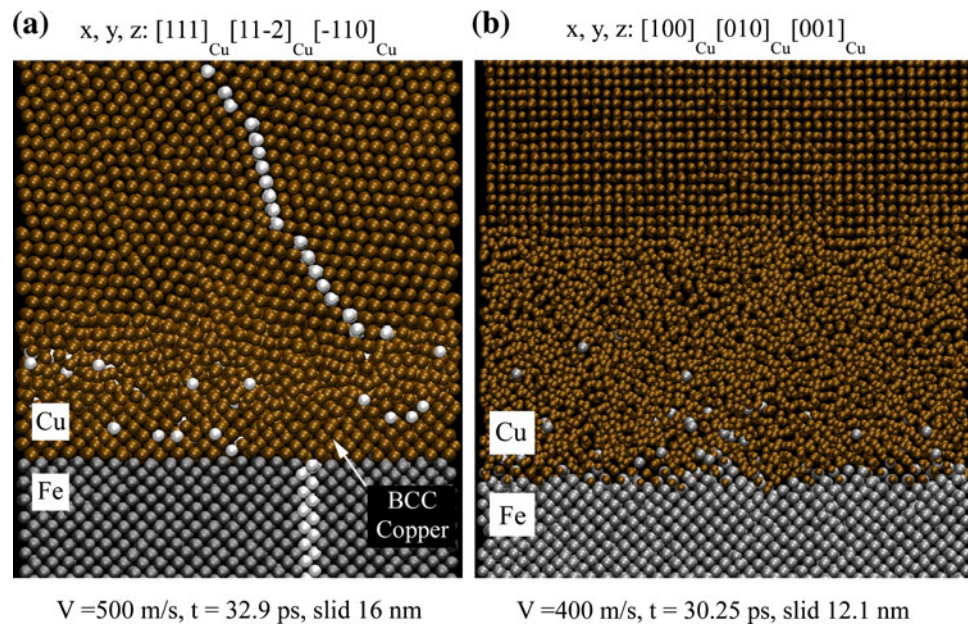 (a)
x, y, z: [111]Cu[11-2]Cu[-110]Cu
Cu
Fe
BCC
Copper
V =500 m/s, t = 32.9 ps, slid 16 nm
(b)
x, y, z: [100]Cu[010]Cu[001]Cu
Cu
Fe
V =400 m/s, t = 30.25 ps, slid 12.1 nm